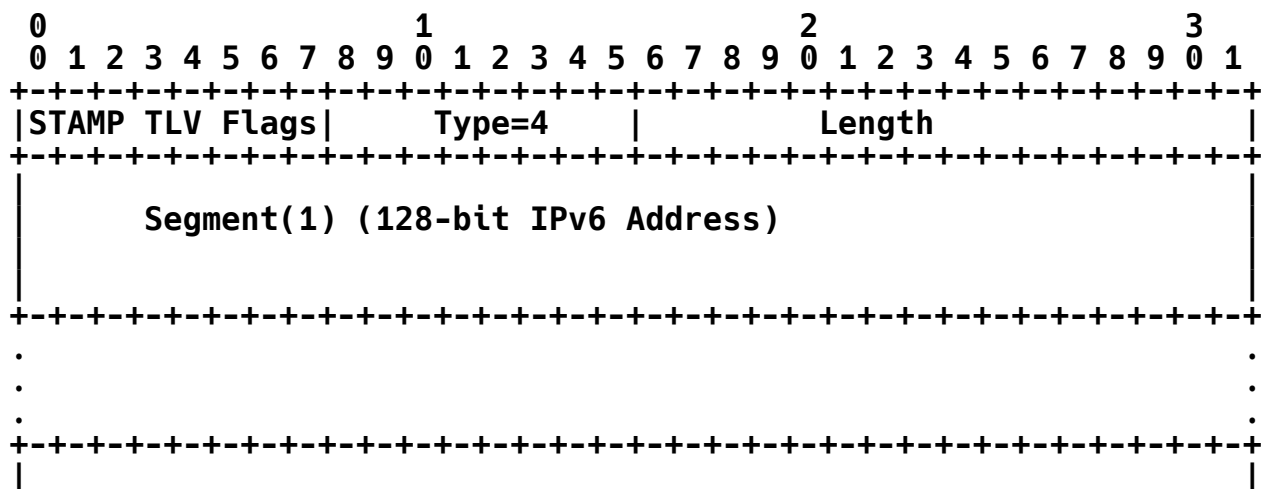 0                   1                   2                   3
 0 1 2 3 4 5 6 7 8 9 0 1 2 3 4 5 6 7 8 9 0 1 2 3 4 5 6 7 8 9 0 1
+-+-+-+-+-+-+-+-+-+-+-+-+-+-+-+-+-+-+-+-+-+-+-+-+-+-+-+-+-+-+-+-+
|STAMP TLV Flags|     Type=4    |         Length                |
+-+-+-+-+-+-+-+-+-+-+-+-+-+-+-+-+-+-+-+-+-+-+-+-+-+-+-+-+-+-+-+-+
|                                                               |
|      Segment(1) (128-bit IPv6 Address)                        |
|                                                               |
|                                                               |
+-+-+-+-+-+-+-+-+-+-+-+-+-+-+-+-+-+-+-+-+-+-+-+-+-+-+-+-+-+-+-+-+
.                                                               .
.                                                               .
.                                                               .
+-+-+-+-+-+-+-+-+-+-+-+-+-+-+-+-+-+-+-+-+-+-+-+-+-+-+-+-+-+-+-+-+
|                                                               |